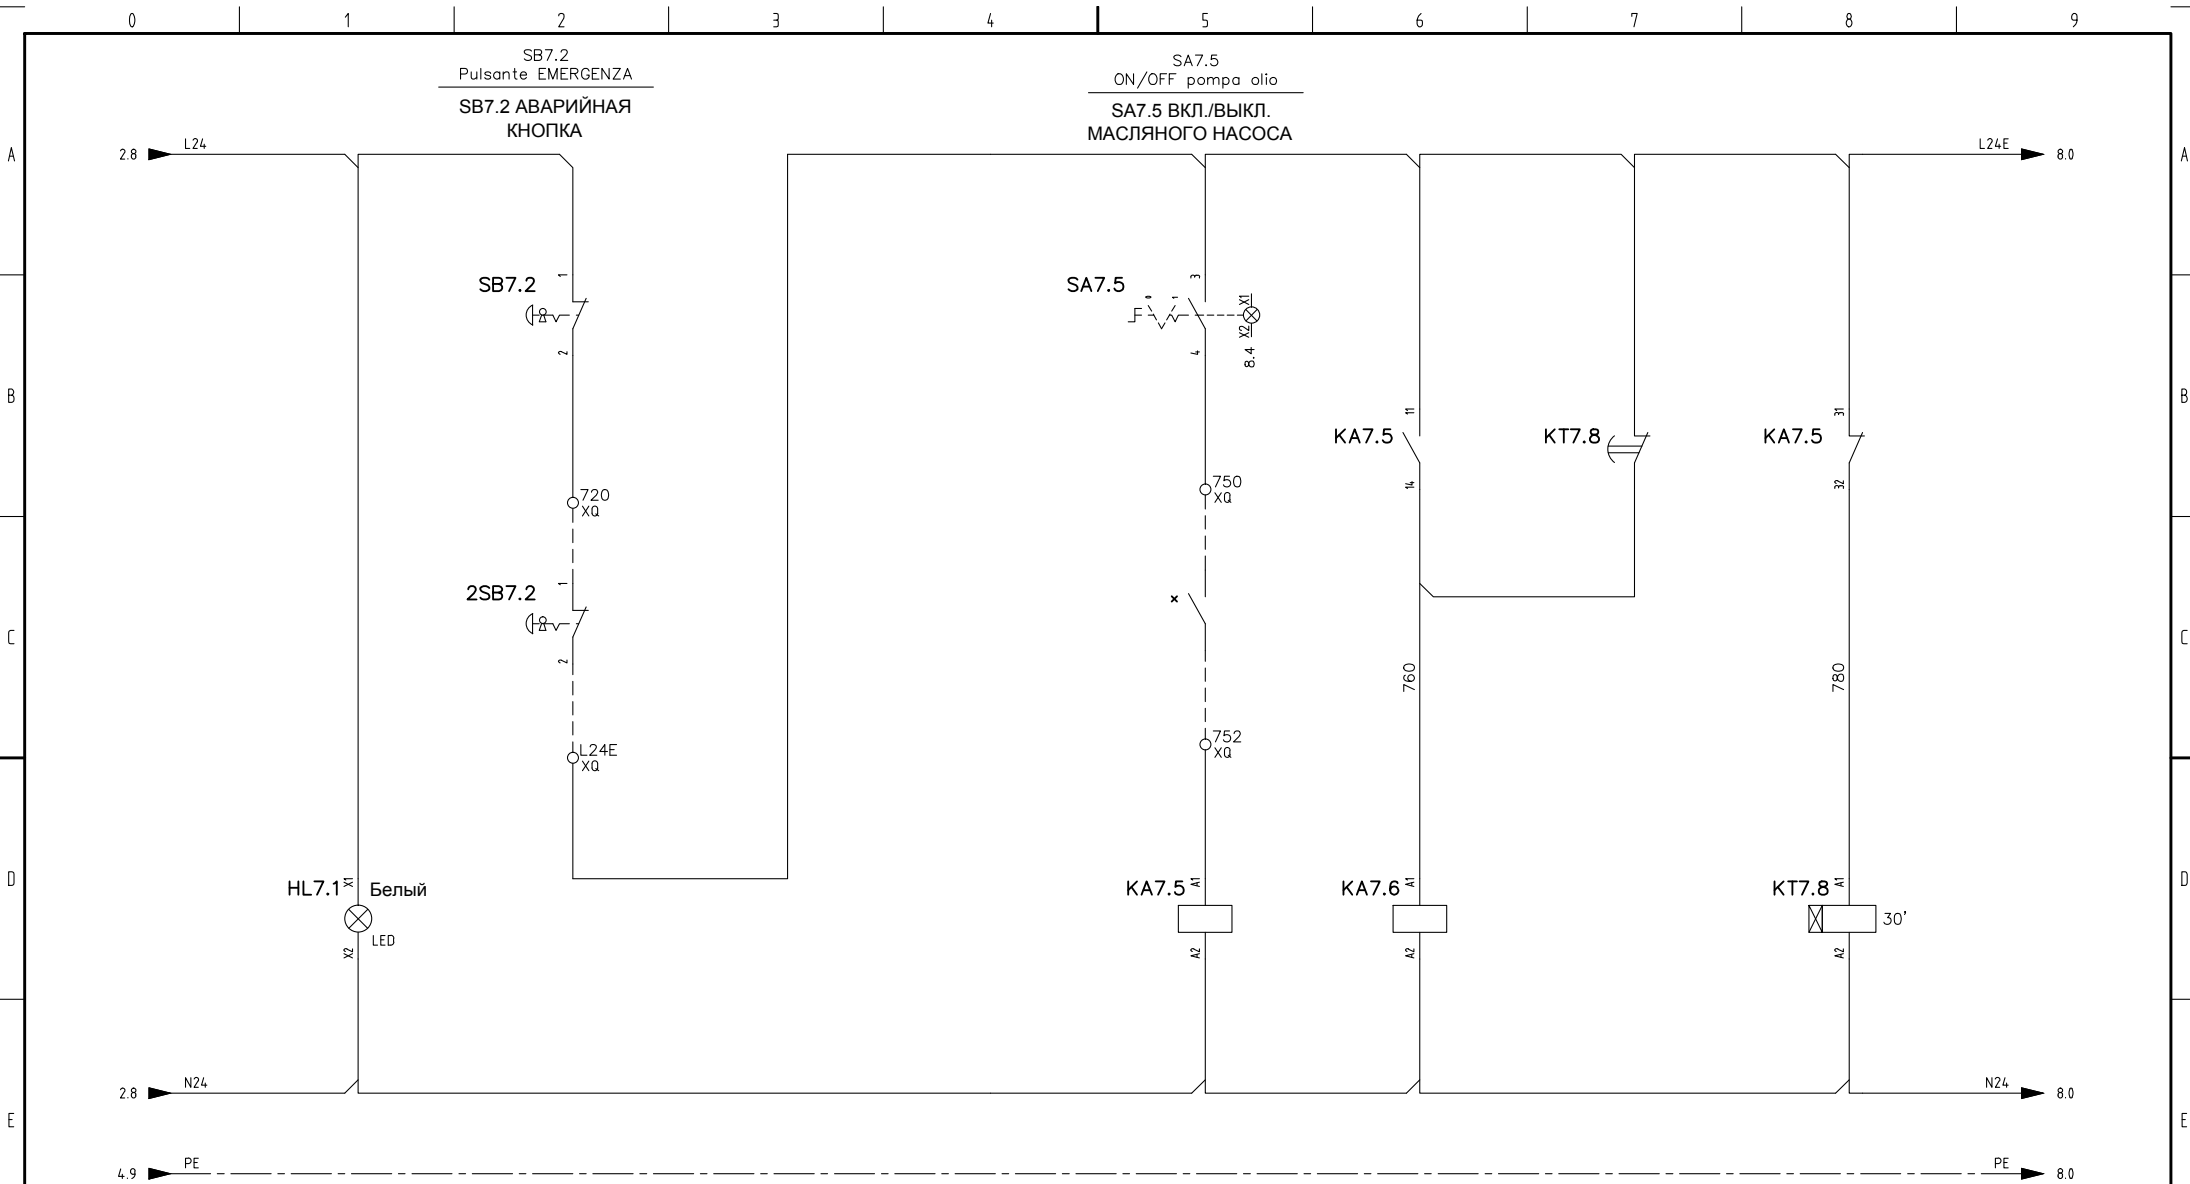 0 1 2 3 4 5 6 7 8 9
SB7.2
Pulsante EMERGENZA
SB7.2 АВАРИЙНАЯ
КНОПКА
SA7.5
ON/OFF pompa olio
SA7.5 ВКЛ./ВЫКЛ.
МАСЛЯНОГО НАСОСА
A 2.8 L24 L24E 8.0 A
SB7.2 1 2
SA7.5 3 4 0 1 X1 X2 8.4
B B
KA7.5 11 14
KT7.8
KA7.5 31 32
720
XQ
750
XQ
2SB7.2 1 2
x
C C
760 780
L24E
XQ
752
XQ
D D
HL7.1 X1 Белый
LED
X2
KA7.5 A1 A2
KA7.6 A1 A2
KT7.8 A1 A2 30'
2.8 N24 N24 8.0
E E
4.9 PE PE 8.0